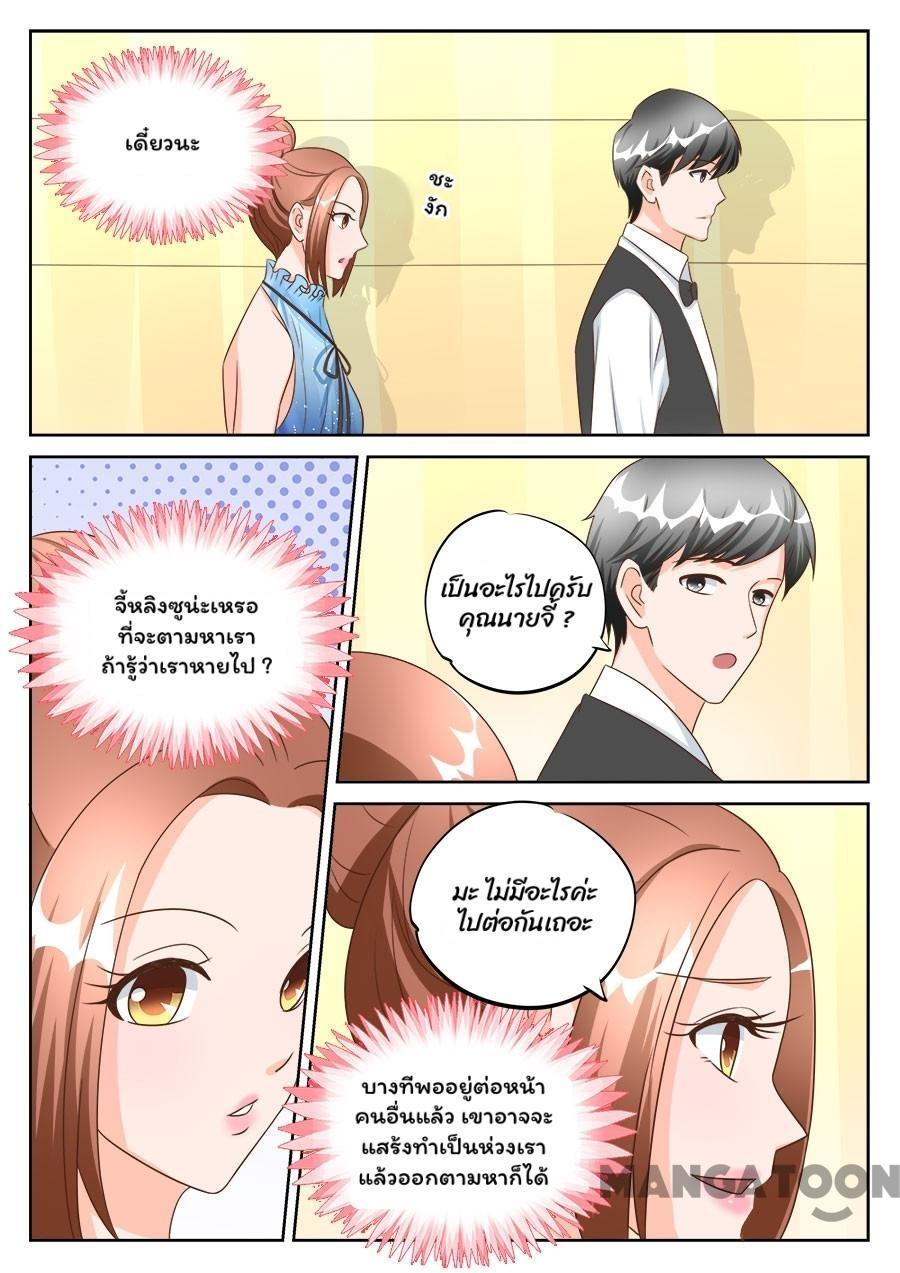 เดี๋ยวนะ
ชะ
งัก
จี้หลิงซูน่ะเหรอ
ที่จะตามหาเรา
ถ้ารู้ว่าเราหายไป ?
เป็นอะไรไปครับ
คุณนายจี้ ?
มะ ไม่มีอะไรค่ะ
ไปต่อกันเถอะ
บางทีพออยู่ต่อหน้า
คนอื่นแล้ว เขาอาจจะ
แสร้งทำเป็นห่วงเรา
แล้วออกตามหาก็ได้
MANGATOON